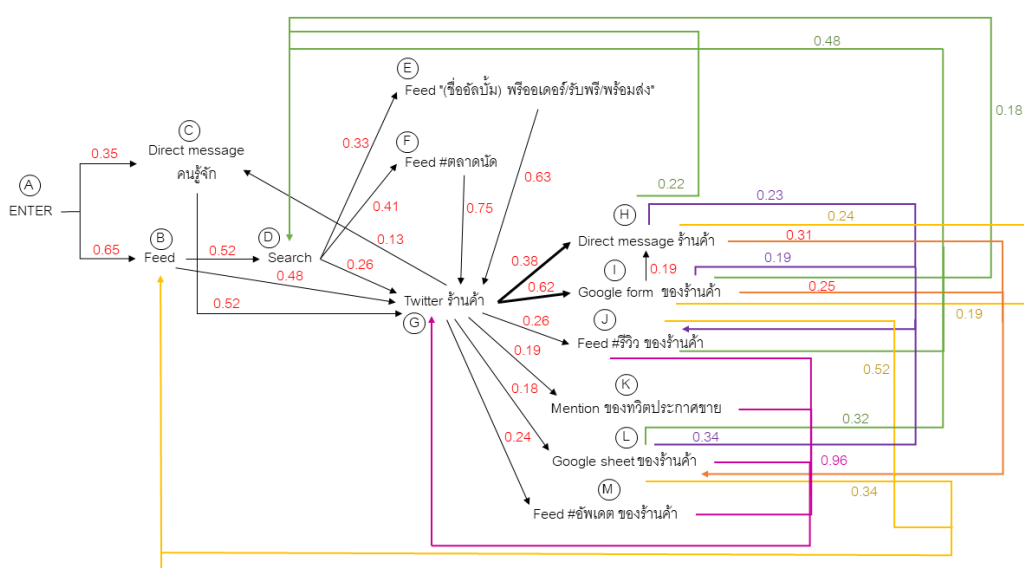 0.48
E
Feed "(ชื่ออัลบั้ม) พรีออเดอร์/รับพรี/พร้อมส่ง"
0.18
C
Direct message
คนรู้จัก
0.35
0.33
F
Feed #ตลาดนัด
0.63
A
ENTER
0.41
0.75
0.22
0.23
0.24
H
Direct message ร้านค้า
0.31
0.65
B
Feed
0.52
D
Search
0.13
0.26
0.48
0.38
0.19
0.19
I
Google form ของร้านค้า
0.25
0.62
0.52
Twitter ร้านค้า
G
0.26
J
Feed #รีวิว ของร้านค้า
0.19
0.19
0.52
0.18
K
Mention ของทวิตประกาศขาย
0.32
0.24
L
0.34
Google sheet ของร้านค้า
0.96
M
0.34
Feed #อัพเดต ของร้านค้า